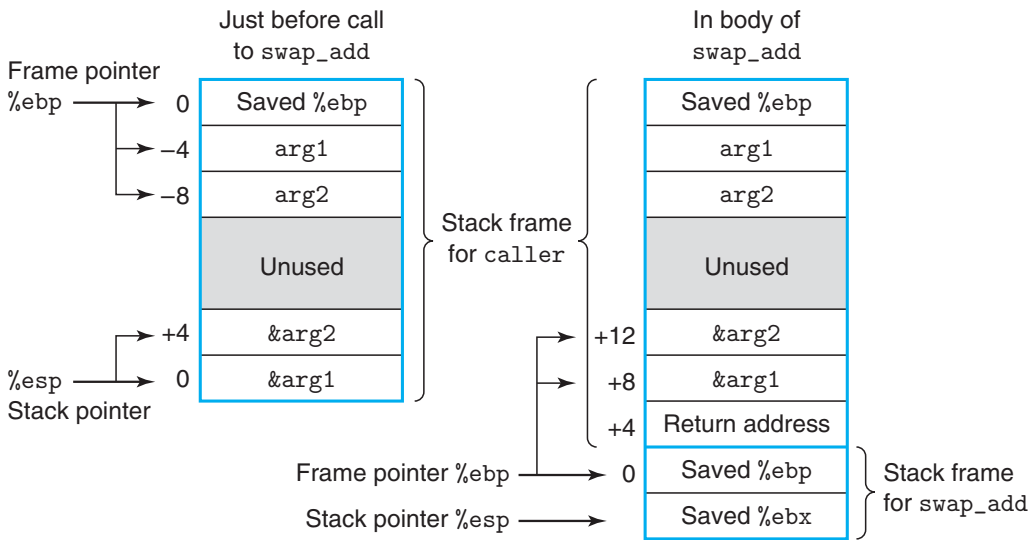 Just before call
to swap_add
In body of
swap_add
Frame pointer
%ebp
0
Saved %ebp
−4
arg1
−8
arg2
Unused
+4
&arg2
%esp
0
&arg1
Stack pointer
Stack frame
for caller
Saved %ebp
arg1
arg2
Unused
+12
&arg2
+8
&arg1
+4
Return address
Frame pointer %ebp
0
Saved %ebp
Stack pointer %esp
Saved %ebx
Stack frame
for swap_add